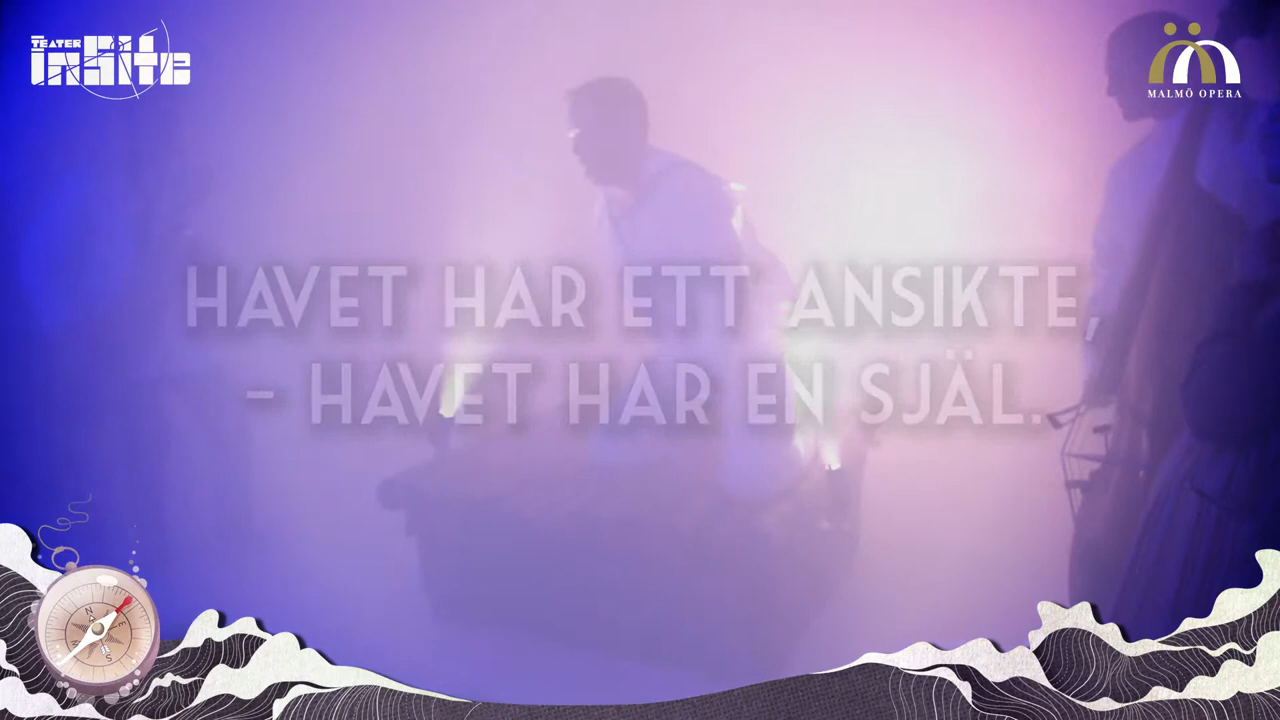 TEATER
inSite
MALMÖ OPERA
HAVET HAR ETT ANSIKTE,
- HAVET HAR EN SJÄL.
N
E
S